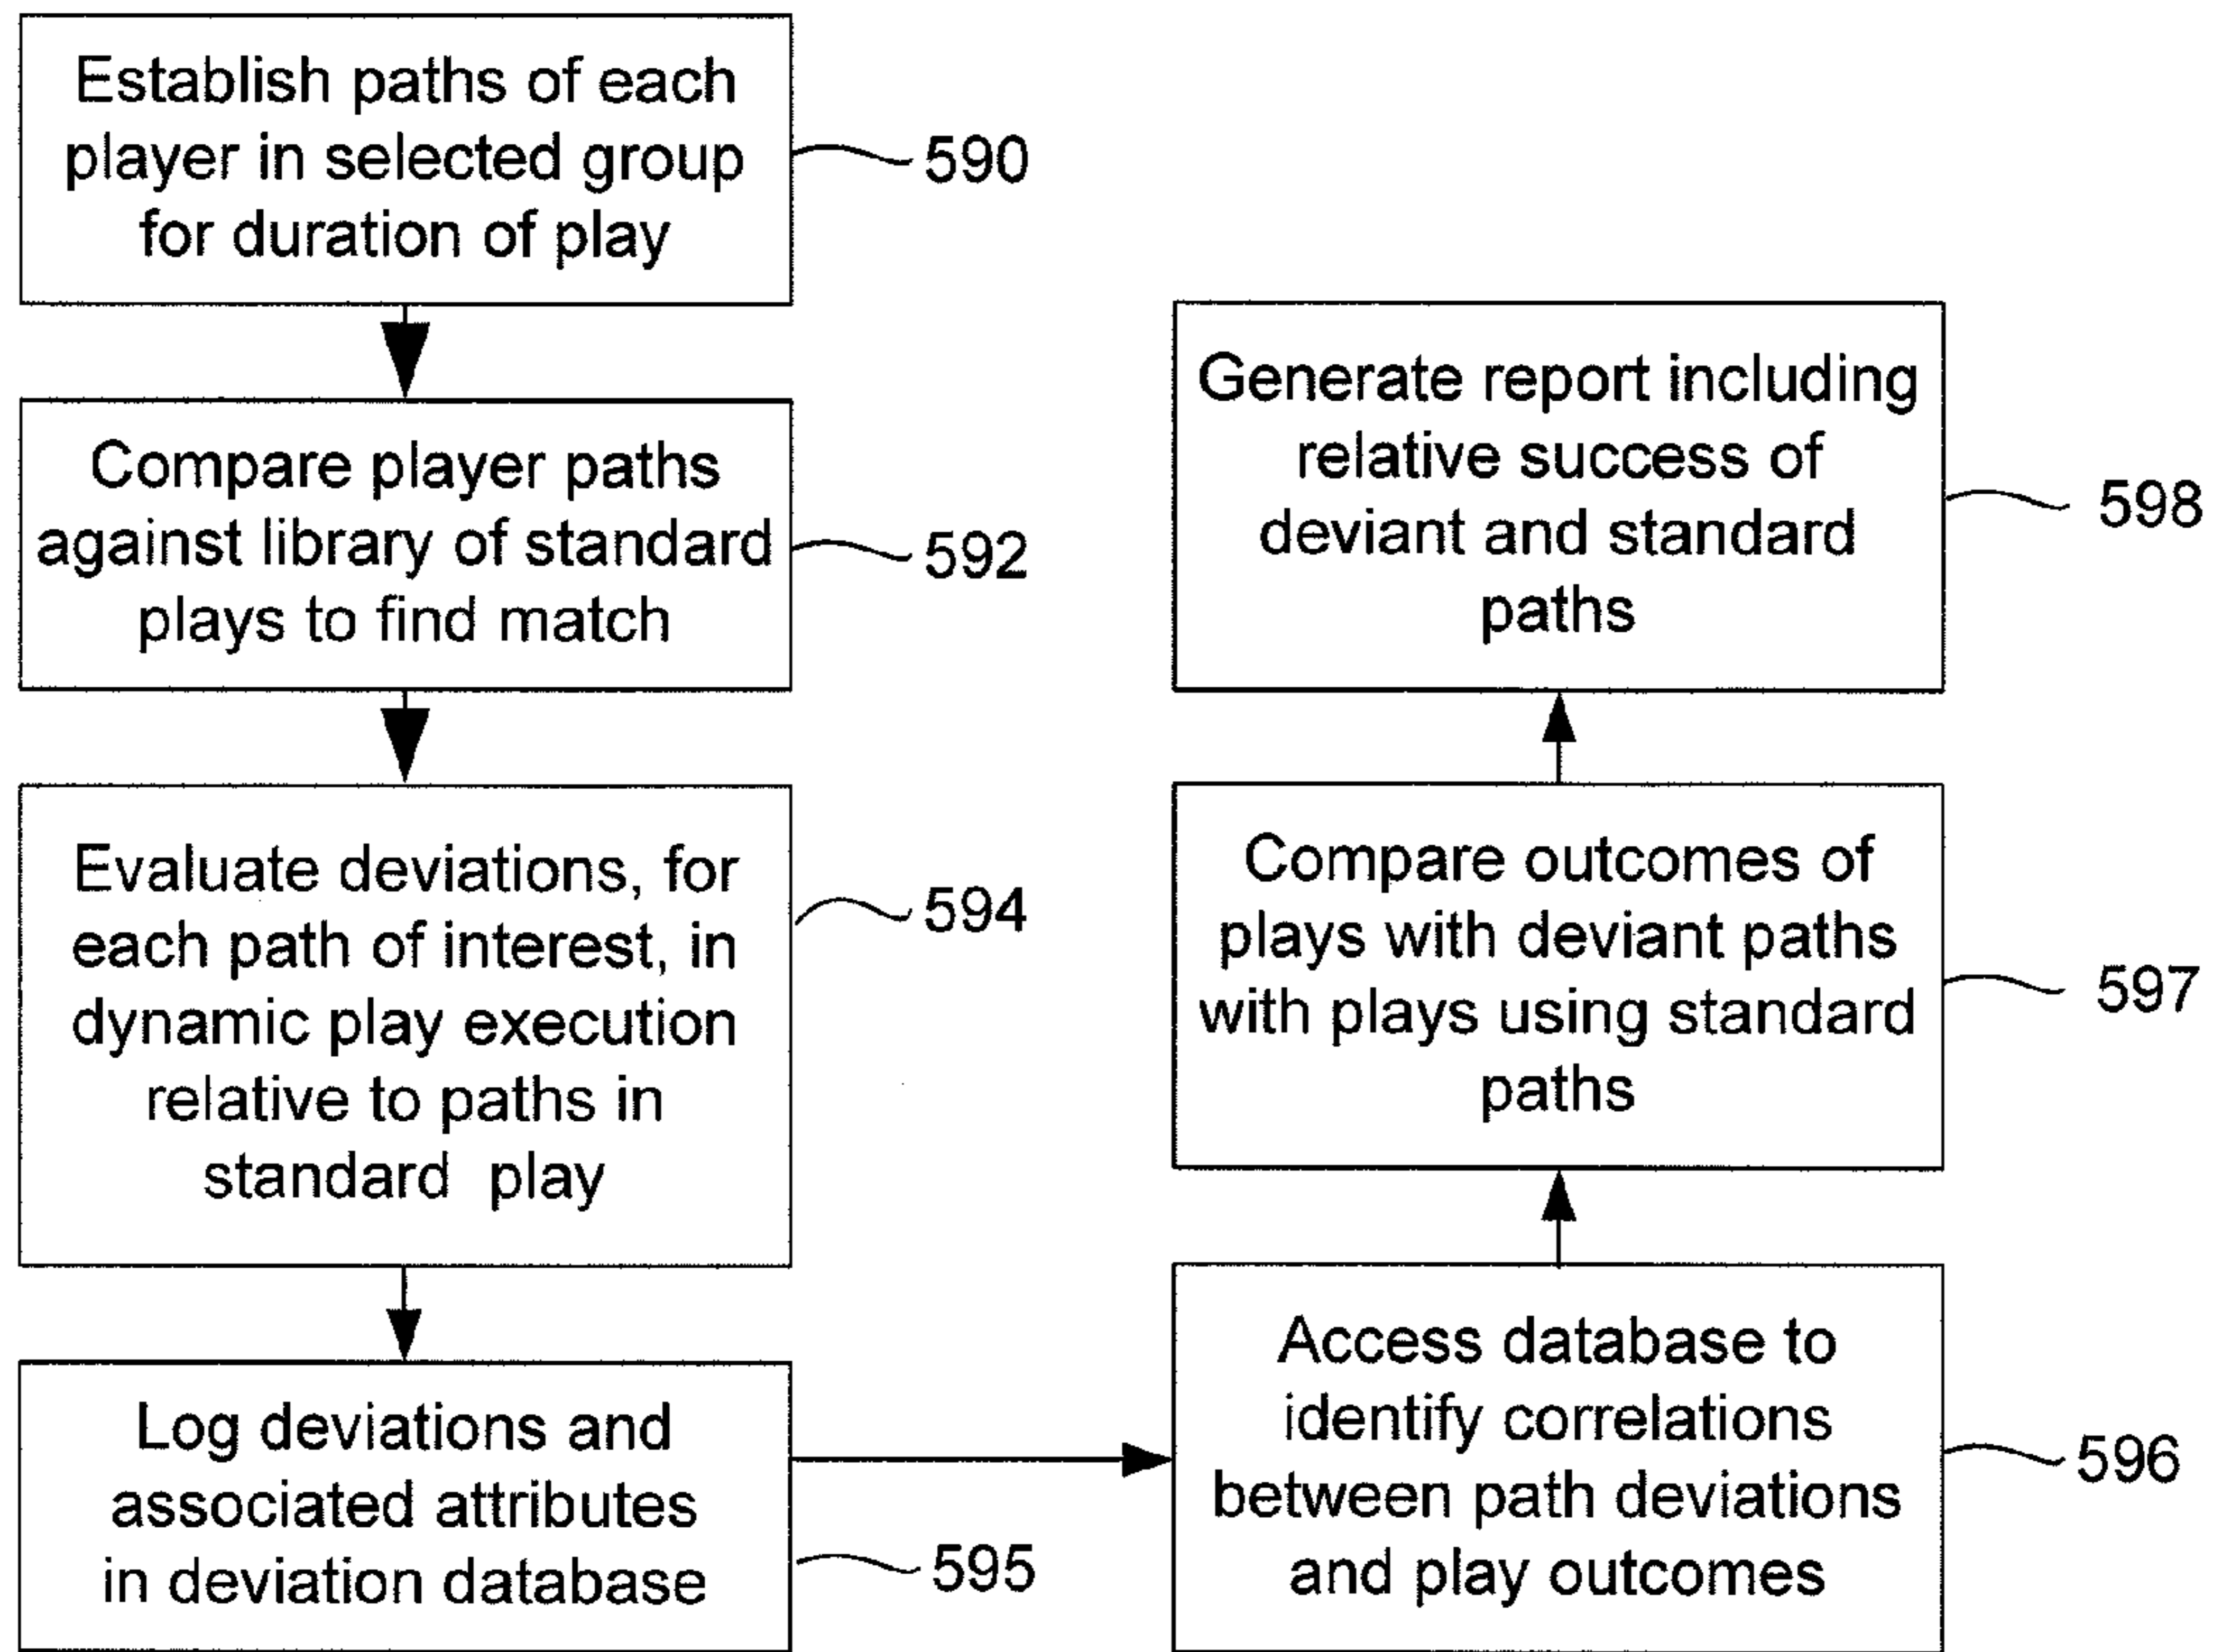 Establish paths of each
player in selected group
for duration of play
590
Compare player paths
against library of standard
plays to find match
592
Evaluate deviations, for
each path of interest, in
dynamic play execution
relative to paths in
standard play
594
Log deviations and
associated attributes
in deviation database
595
Access database to
identify correlations
between path deviations
and play outcomes
596
Compare outcomes of
plays with deviant paths
with plays using standard
paths
597
Generate report including
relative success of
deviant and standard
paths
598